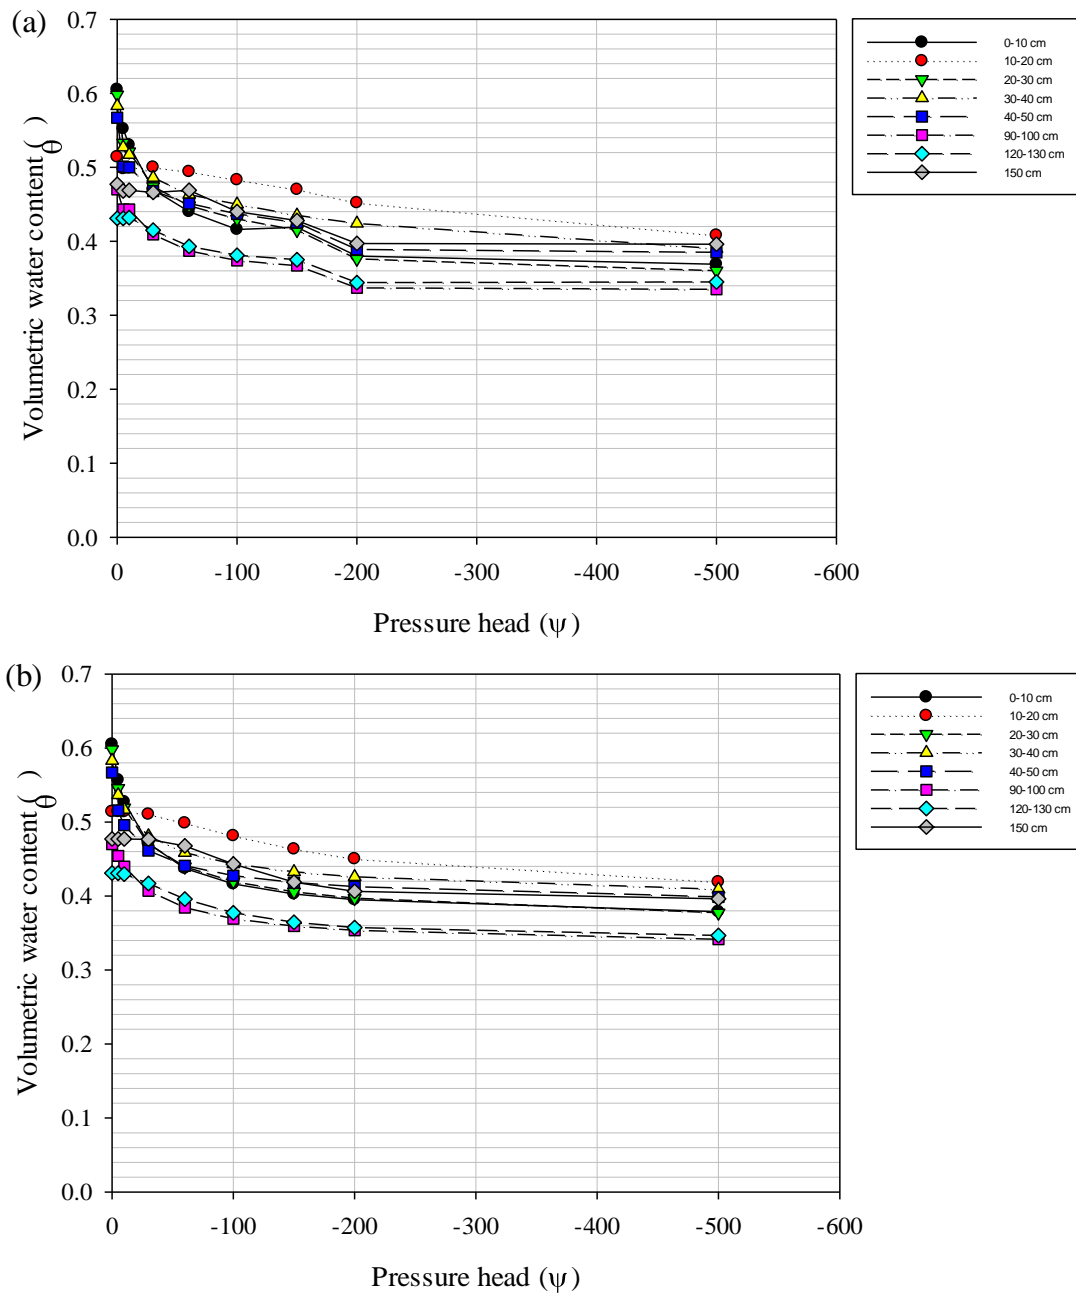 (a)
0.7
0.6
0.5
0.4
0.3
0.2
0.1
0.0
Volumetric water content (θ)
0 -100 -200 -300 -400 -500 -600
Pressure head (ψ)
0-10 cm
10-20 cm
20-30 cm
30-40 cm
40-50 cm
90-100 cm
120-130 cm
150 cm
(b)
0.7
0.6
0.5
0.4
0.3
0.2
0.1
0.0
Volumetric water content (θ)
0 -100 -200 -300 -400 -500 -600
Pressure head (ψ)
0-10 cm
10-20 cm
20-30 cm
30-40 cm
40-50 cm
90-100 cm
120-130 cm
150 cm